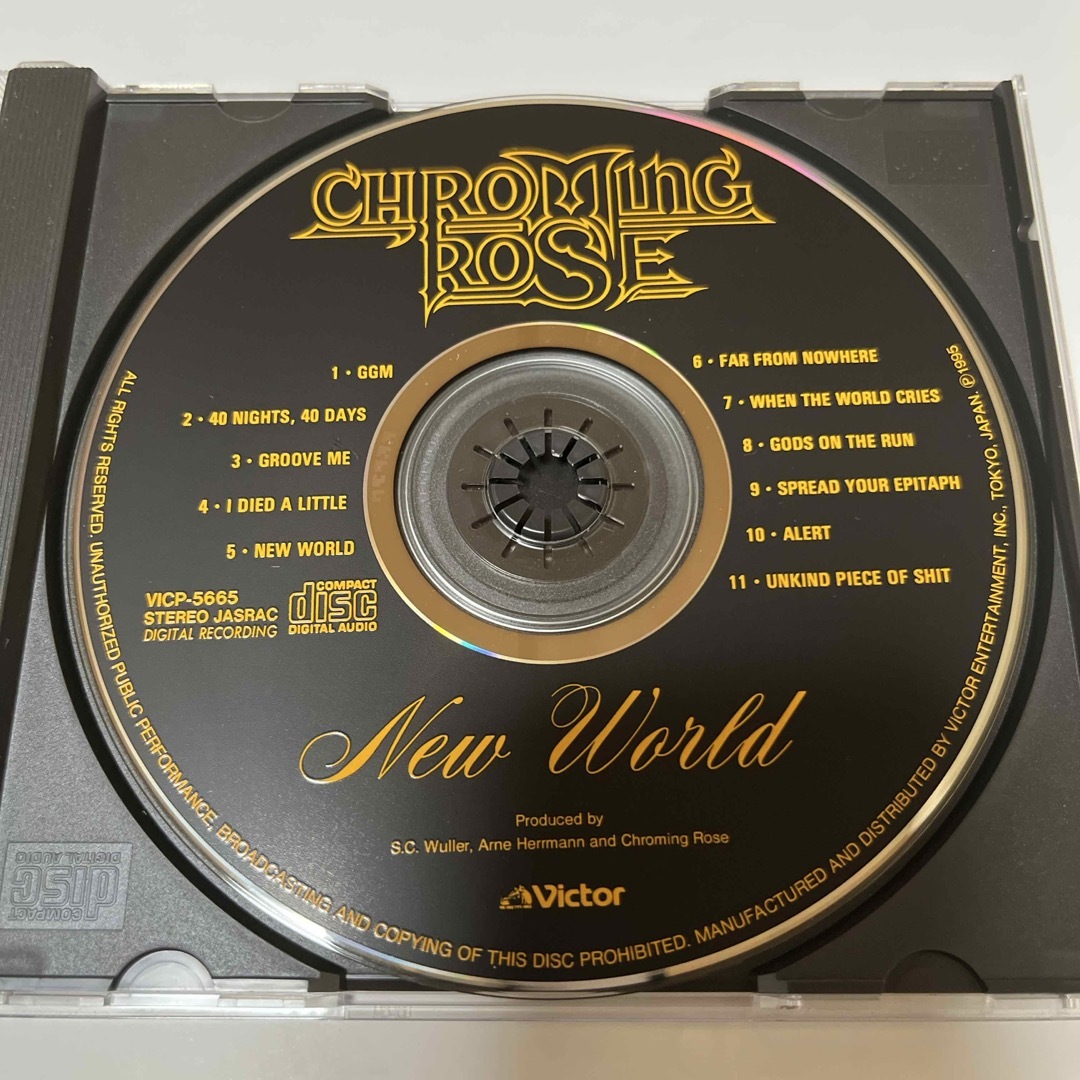 CHROMING
ROSE
1・GGM
2・40 NIGHTS, 40 DAYS
3・GROOVE ME
4・I DIED A LITTLE
5・NEW WORLD
6・FAR FROM NOWHERE
7・WHEN THE WORLD CRIES
8・GODS ON THE RUN
9・SPREAD YOUR EPITAPH
10・ALERT
11・UNKIND PIECE OF SHIT
VICP-5665
STEREO JASRAC
DIGITAL RECORDING
COMPACT
disc
DIGITAL AUDIO
New World
Produced by
S.C. Wuller, Arne Herrmann and Chroming Rose
Victor
ALL RIGHTS RESERVED. UNAUTHORIZED PUBLIC PERFORMANCE, BROADCASTING AND COPYING OF THIS DISC PROHIBITED. MANUFACTURED AND DISTRIBUTED BY VICTOR ENTERTAINMENT, INC., TOKYO, JAPAN. ℗1995
COMPACT
disc
DIGITAL AUDIO